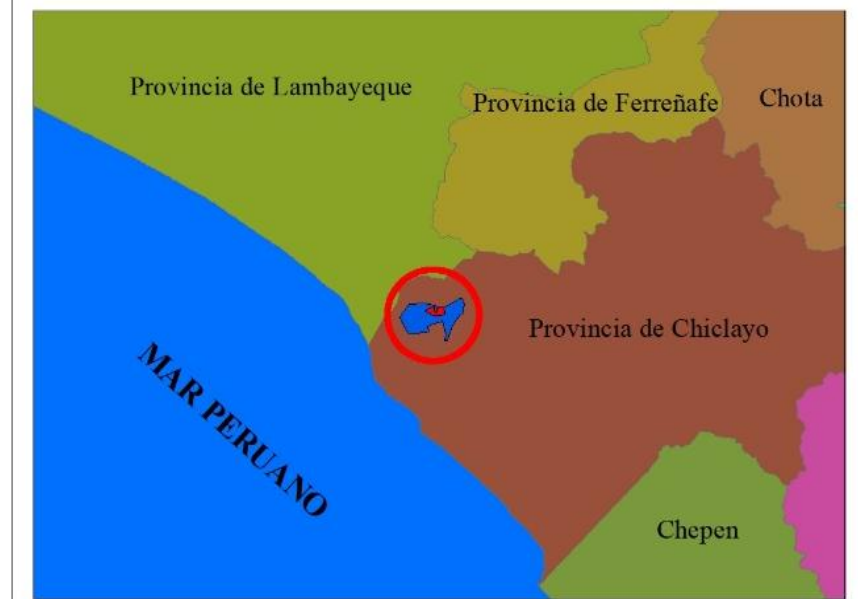 Provincia de Lambayeque
Provincia de Ferreñafe
Chota
Provincia de Chiclayo
MAR PERUANO
Chepen